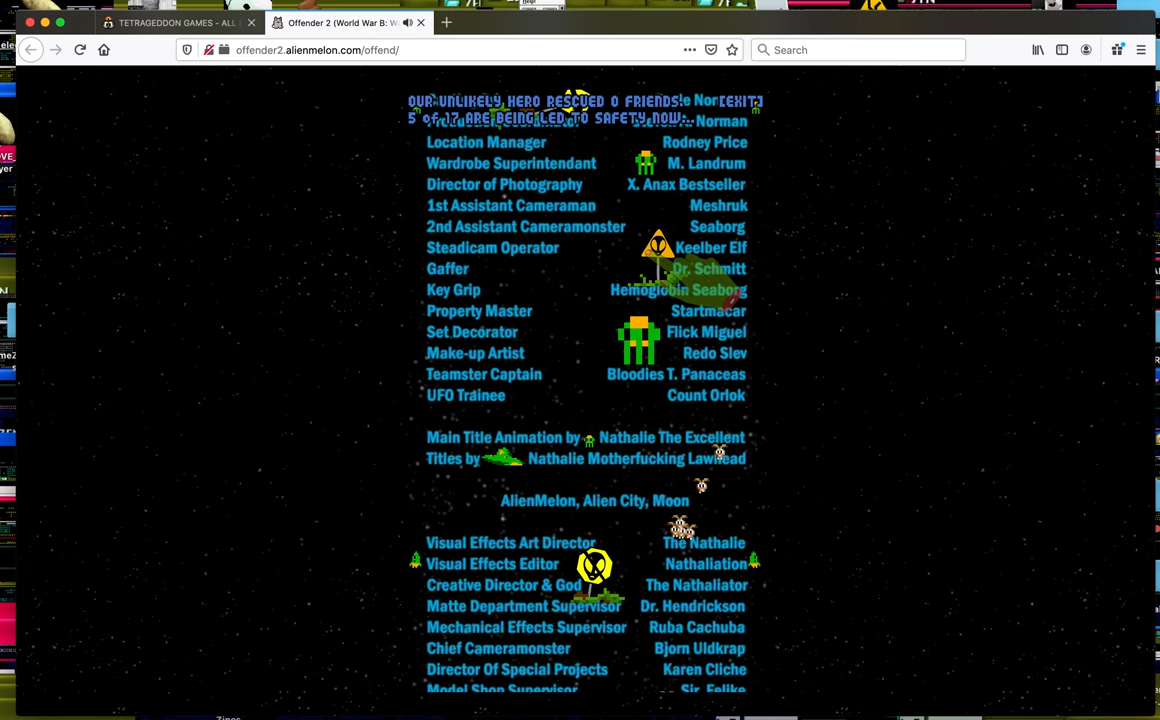 TETRAGEDDON GAMES - ALL
Offender 2 (World War B: W
offender2.alienmelon.com/offend/
Search
OUR UNLIKELY HERO RESCUED 0 FRIENDS! [EXIT]
5 of 17 ARE BEING LED TO SAFETY NOW...
Norman
Location Manager Rodney Price
Wardrobe Superintendant M. Landrum
Director of Photography X. Anax Bestseller
1st Assistant Cameraman Meshruk
2nd Assistant Cameramonster Seaborg
Steadicam Operator Keelber Elf
Gaffer Dr. Schmitt
Key Grip Hemoglobin Seaborg
Property Master Startmacar
Set Decorator Flick Miguel
Make-up Artist Redo Slev
Teamster Captain Bloodies T. Panaceas
UFO Trainee Count Orlok
Main Title Animation by Nathalie The Excellent
Titles by Nathalie Motherfucking Lawhead
AlienMelon, Alien City, Moon
Visual Effects Art Director The Nathalie
Visual Effects Editor Nathaliation
Creative Director & God The Nathaliator
Matte Department Supervisor Dr. Hendrickson
Mechanical Effects Supervisor Ruba Cachuba
Chief Cameramonster Bjorn Uldkrap
Director Of Special Projects Karen Cliche
Model Shop Supervisor Sir. Fellke
Zines